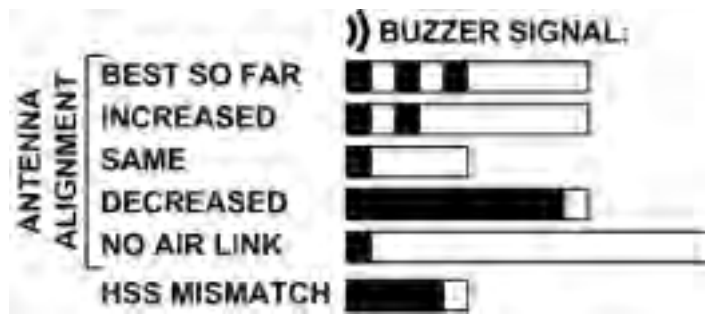 BUZZER SIGNAL:
ANTENNA
ALIGNMENT
BEST SO FAR
INCREASED
SAME
DECREASED
NO AIR LINK
HSS MISMATCH